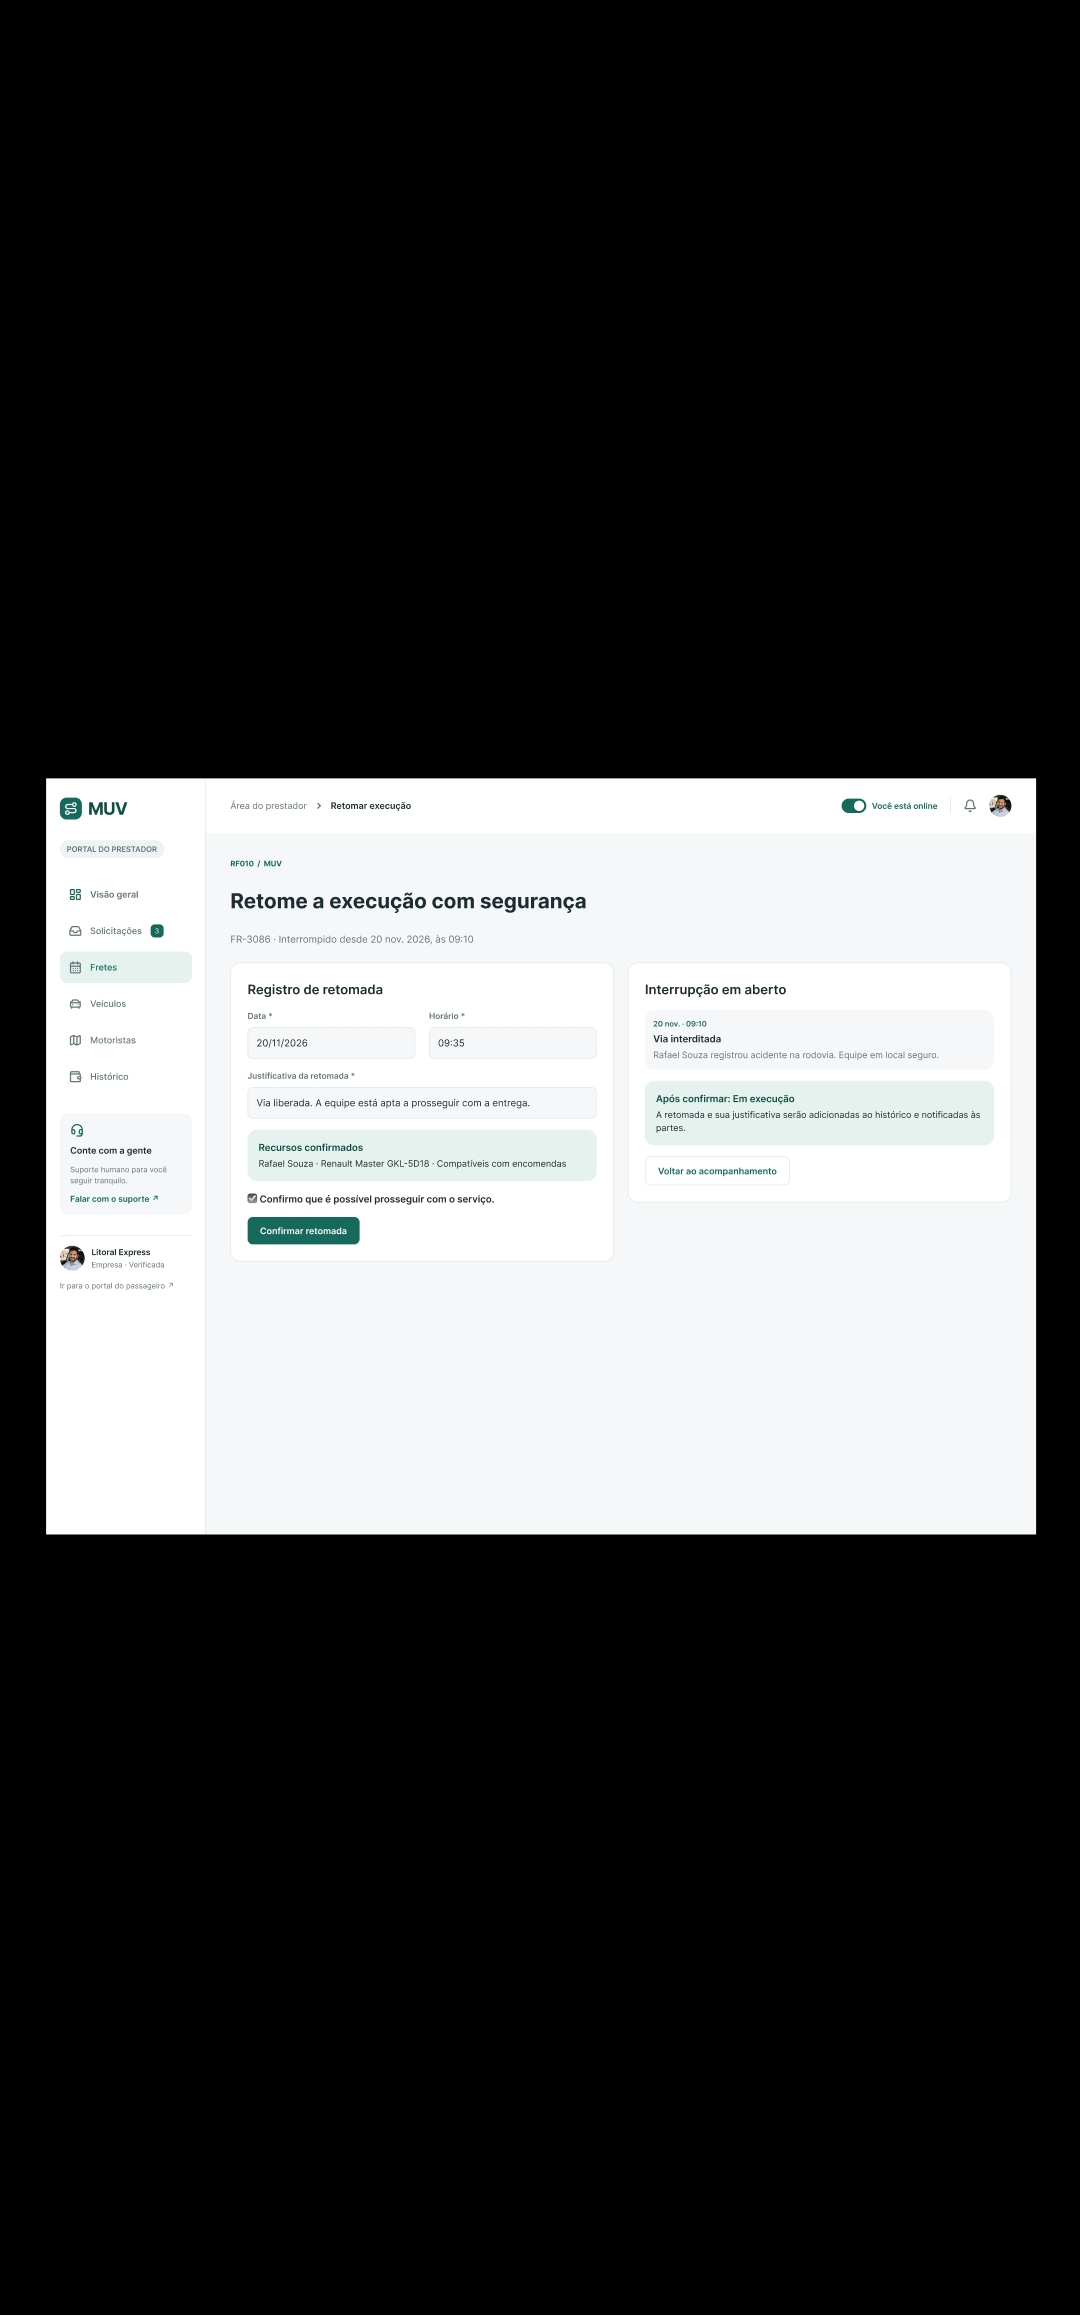 MUV
PORTAL DO PRESTADOR
Visão geral
Solicitações 3
Fretes
Veículos
Motoristas
Histórico
Conte com a gente
Suporte humano para você
seguir tranquilo.
Falar com o suporte ↗
Litoral Express
Empresa · Verificada
Ir para o portal do passageiro ↗
Área do prestador > Retomar execução
Você está online
RF010 / MUV
Retome a execução com segurança
FR-3086 · Interrompido desde 20 nov. 2026, às 09:10
Registro de retomada
Data * Horário *
20/11/2026 09:35
Justificativa da retomada *
Via liberada. A equipe está apta a prosseguir com a entrega.
Recursos confirmados
Rafael Souza · Renault Master GKL-5D18 · Compatíveis com encomendas
Confirmo que é possível prosseguir com o serviço.
Confirmar retomada
Interrupção em aberto
20 nov. · 09:10
Via interditada
Rafael Souza registrou acidente na rodovia. Equipe em local seguro.
Após confirmar: Em execução
A retomada e sua justificativa serão adicionadas ao histórico e notificadas às
partes.
Voltar ao acompanhamento